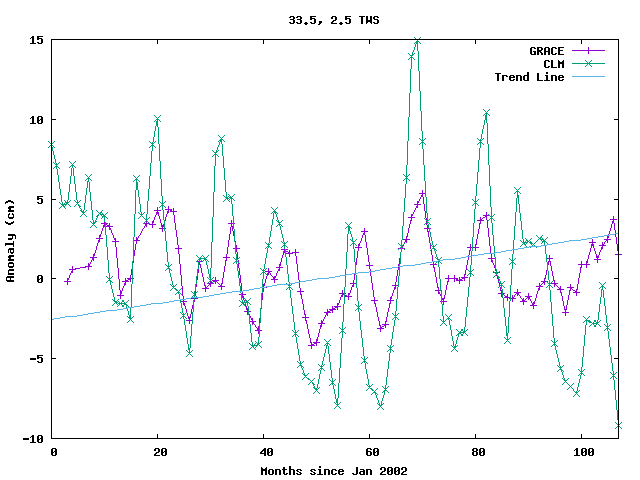 33.5, 2.5 TWS
GRACE
CLM
Trend Line
15
10
5
0
-5
-10
Anomaly (cm)
0 20 40 60 80 100
Months since Jan 2002